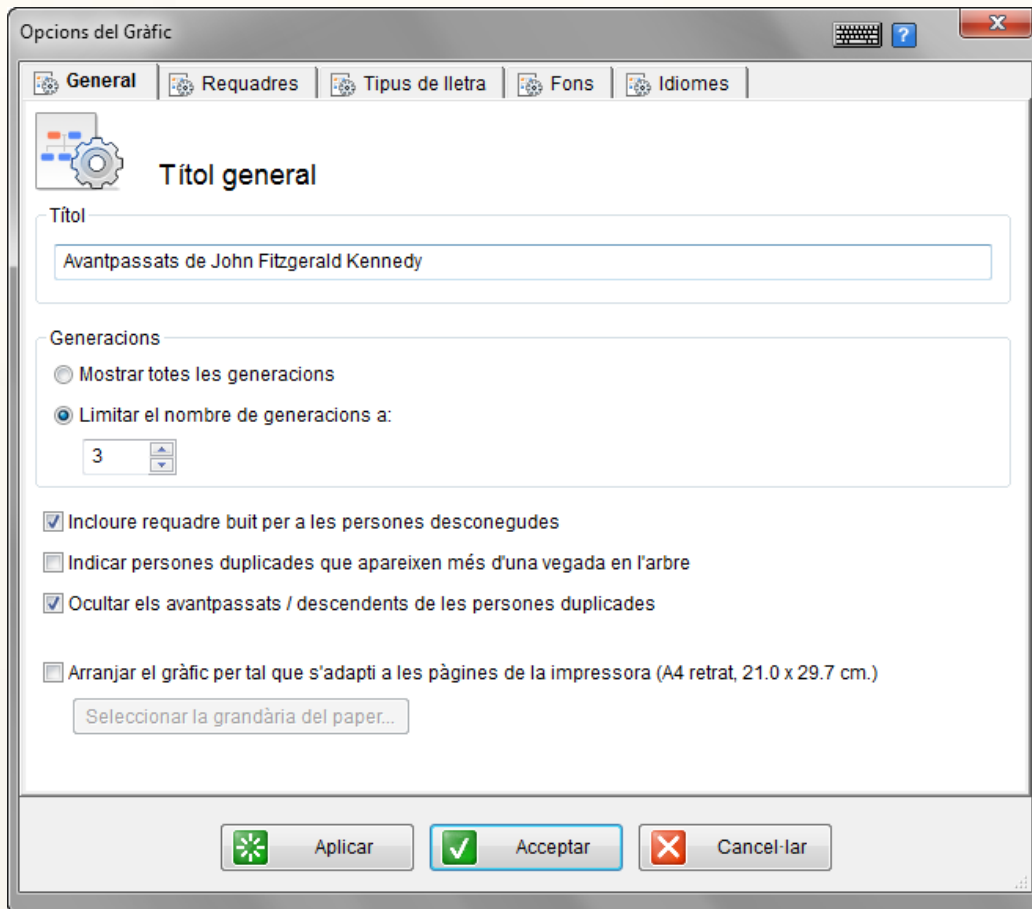 Opcions del Gràfic
?
General
Requadres
Tipus de lletra
Fons
Idiomes
Títol general
Títol
Avantpassats de John Fitzgerald Kennedy
Generacions
Mostrar totes les generacions
Limitar el nombre de generacions a:
3
Incloure requadre buit per a les persones desconegudes
Indicar persones duplicades que apareixen més d'una vegada en l'arbre
Ocultar els avantpassats / descendents de les persones duplicades
Arranjar el gràfic per tal que s'adapti a les pàgines de la impressora (A4 retrat, 21.0 x 29.7 cm.)
Seleccionar la grandària del paper...
Aplicar
Acceptar
Cancel·lar